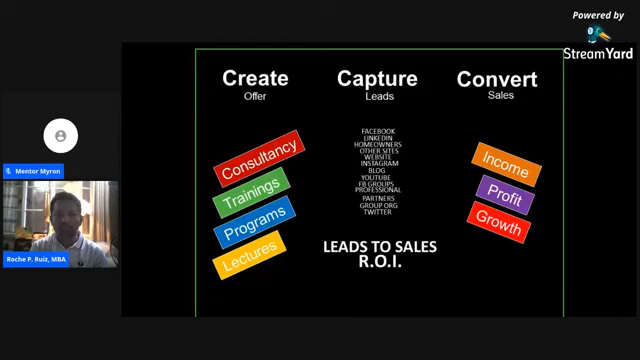 Powered by
StreamYard
Create
Offer
Consultancy
Trainings
Programs
Lectures
Capture
Leads
FACEBOOK
LINKEDIN
HOMEOWNERS
OTHER SITES
WEBSITE
INSTAGRAM
BLOG
YOUTUBE
FB GROUPS
PROFESSIONAL
PARTNERS
GROUP ORG
TWITTER
LEADS TO SALES
R.O.I.
Convert
Sales
Income
Profit
Growth
Mentor Myron
Roche P. Ruiz, MBA